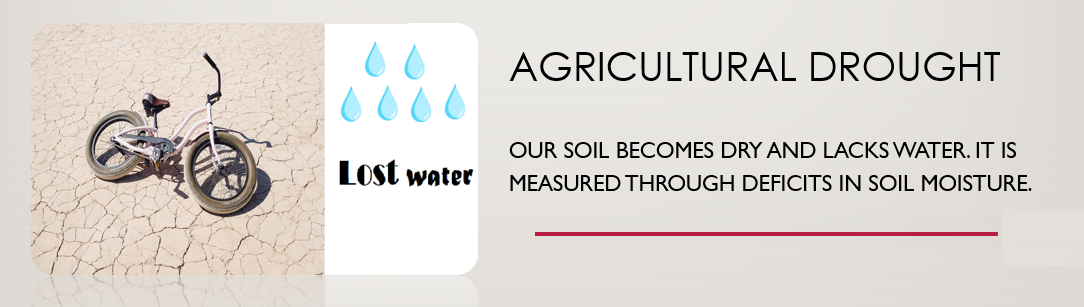 Lost water
AGRICULTURAL DROUGHT
OUR SOIL BECOMES DRY AND LACKS WATER. IT IS
MEASURED THROUGH DEFICITS IN SOIL MOISTURE.